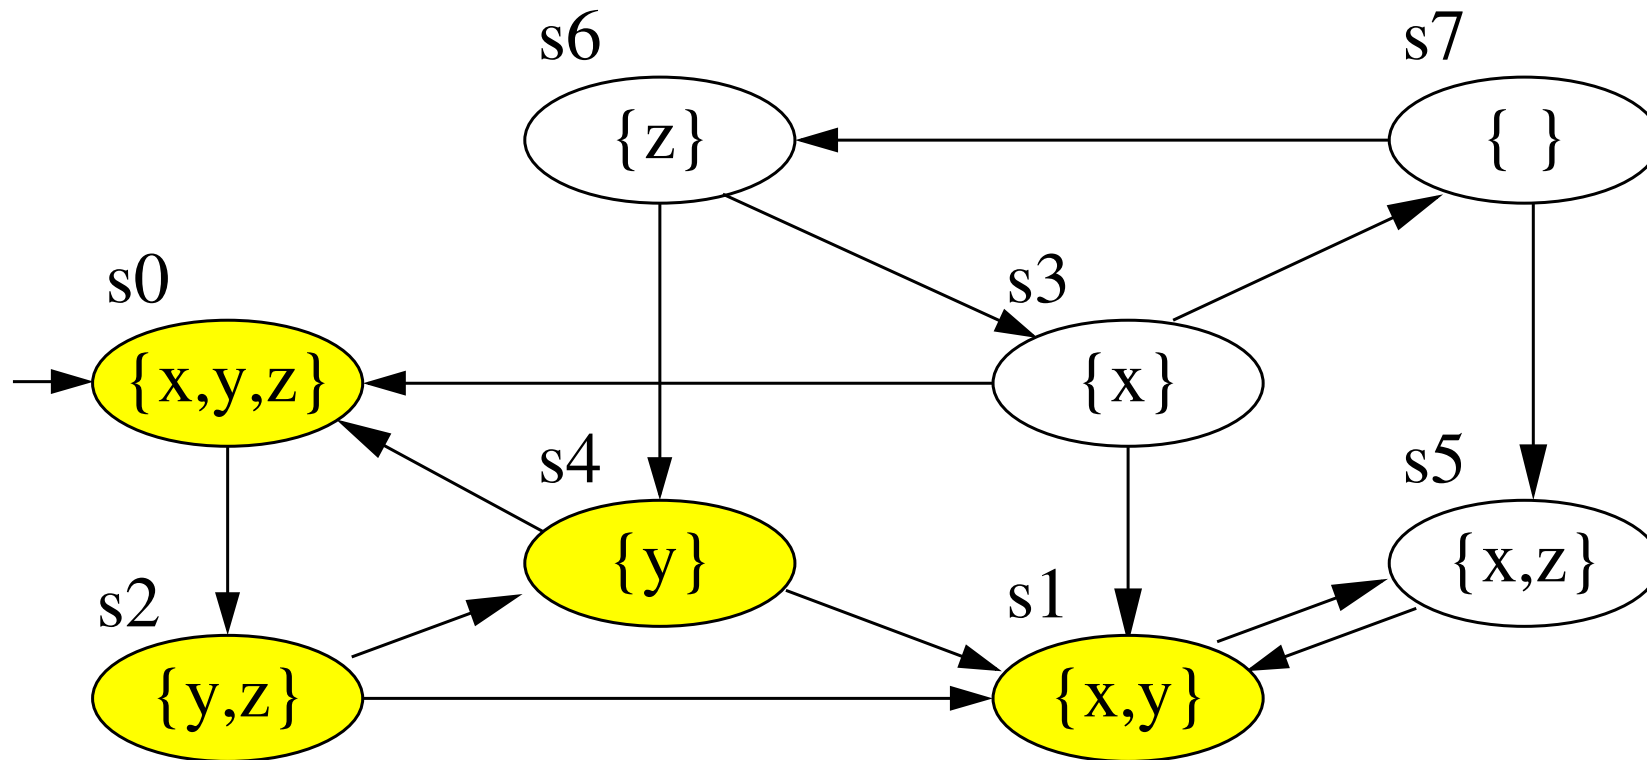 s6
s7
{z}
{ }
s0
s3
{x,y,z}
{x}
s4
s5
{y}
{x,z}
s2
s1
{y,z}
{x,y}